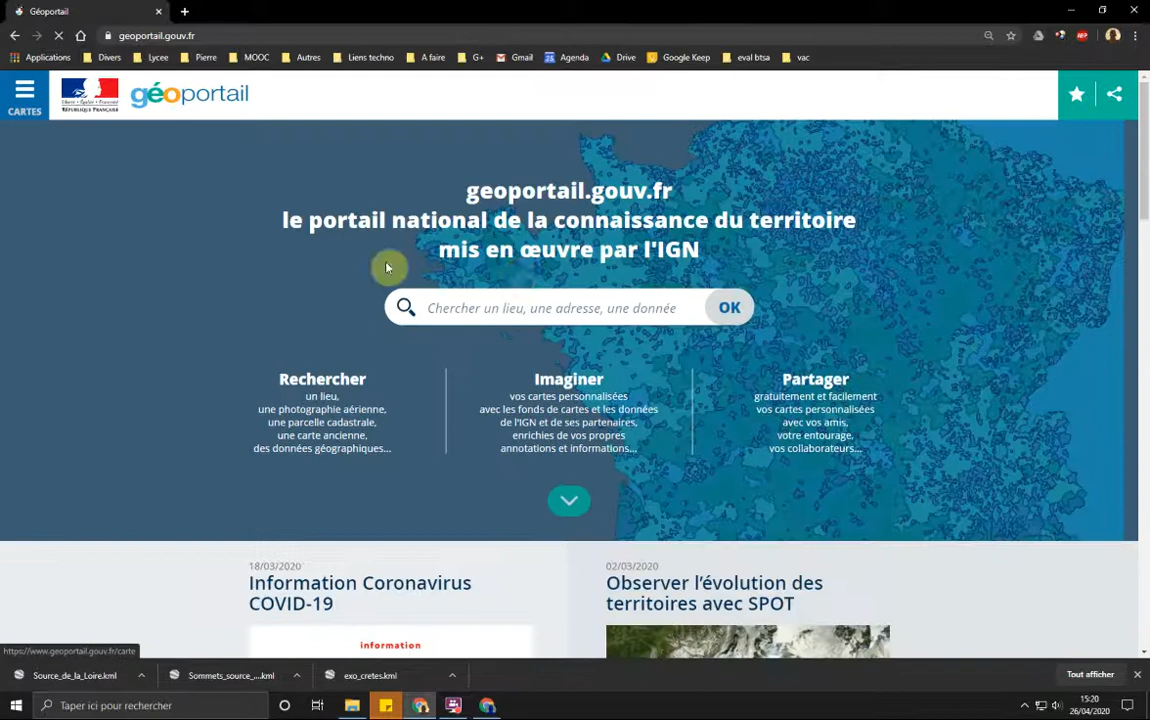 Géoportail
geoportail.gouv.fr
Applications Divers Lycee Pierre MOOC Autres Liens techno A faire G+ Gmail Agenda Drive Google Keep eval btsa vac
CARTES
Liberté • Égalité • Fraternité
RÉPUBLIQUE FRANÇAISE
géoportail
geoportail.gouv.fr
le portail national de la connaissance du territoire
mis en œuvre par l'IGN
Chercher un lieu, une adresse, une donnée OK
Rechercher
un lieu,
une photographie aérienne,
une parcelle cadastrale,
une carte ancienne,
des données géographiques...
Imaginer
vos cartes personnalisées
avec les fonds de cartes et les données
de l'IGN et de ses partenaires,
enrichies de vos propres
annotations et informations...
Partager
gratuitement et facilement
vos cartes personnalisées
avec vos amis,
votre entourage,
vos collaborateurs...
18/03/2020
Information Coronavirus
COVID-19
information
02/03/2020
Observer l'évolution des
territoires avec SPOT
https://www.geoportail.gouv.fr/carte
Source_de_la_Loire.kml Sommets_source_....kml exo_cretes.kml Tout afficher
Taper ici pour rechercher
15:20
26/04/2020